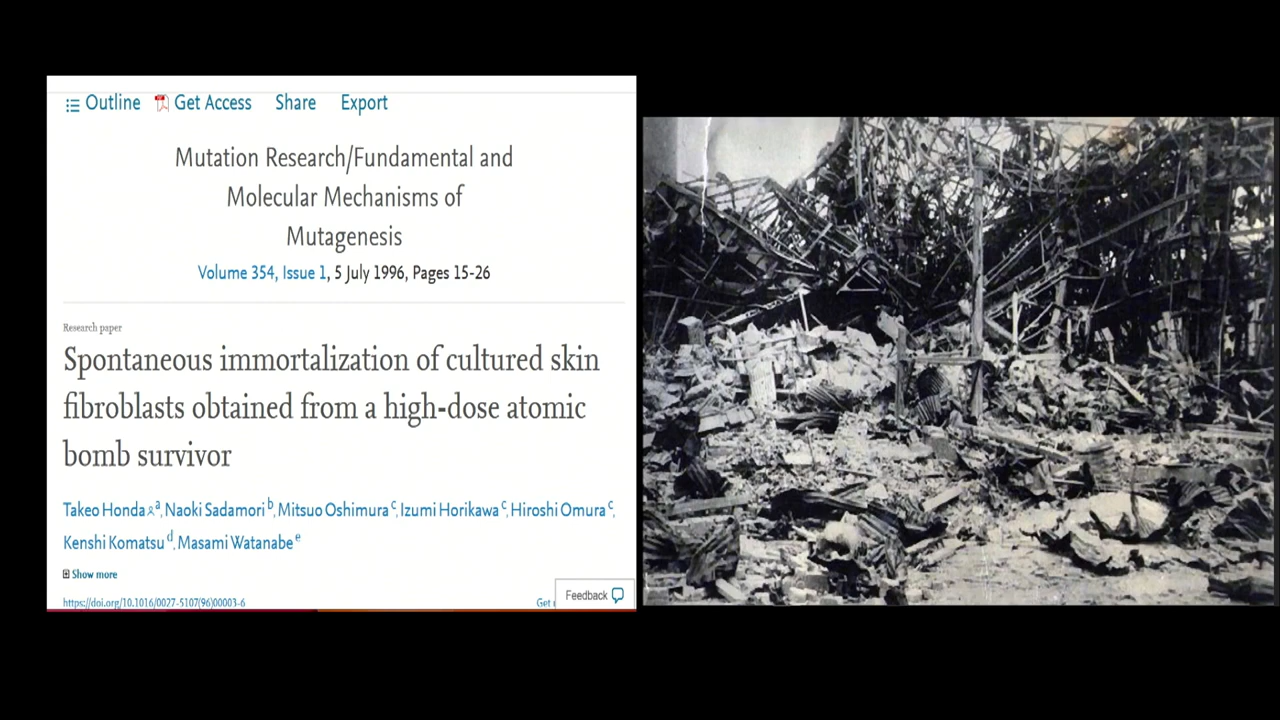 Outline Get Access Share Export
Mutation Research/Fundamental and
Molecular Mechanisms of
Mutagenesis
Volume 354, Issue 1, 5 July 1996, Pages 15-26
Research paper
Spontaneous immortalization of cultured skin
fibroblasts obtained from a high-dose atomic
bomb survivor
Takeo Honda a, Naoki Sadamori b, Mitsuo Oshimura c, Izumi Horikawa c, Hiroshi Omura c,
Kenshi Komatsu d, Masami Watanabe e
Show more
https://doi.org/10.1016/0027-5107(96)00003-6 Get
Feedback